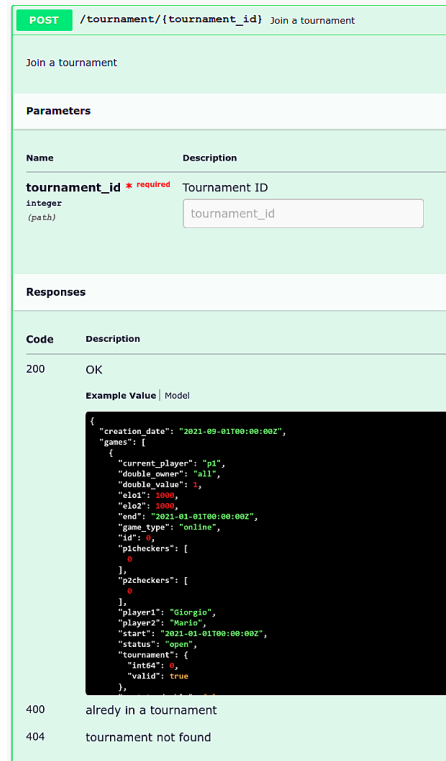 POST /tournament/{tournament_id} Join a tournament
Join a tournament
Parameters
Name Description
tournament_id * required Tournament ID
integer
(path)
tournament_id
Responses
Code Description
200 OK
Example Value | Model
{
"creation_date": "2021-09-01T00:00:00Z",
"games": [
{
"current_player": "p1",
"double_owner": "all",
"double_value": 1,
"elo1": 1000,
"elo2": 1000,
"end": "2021-01-01T00:00:00Z",
"game_type": "online",
"id": 0,
"p1checkers": [
0
],
"p2checkers": [
0
],
"player1": "Giorgio",
"player2": "Mario",
"start": "2021-01-01T00:00:00Z",
"status": "open",
"tournament": {
"int64": 0,
"valid": true
},
400 alredy in a tournament
404 tournament not found